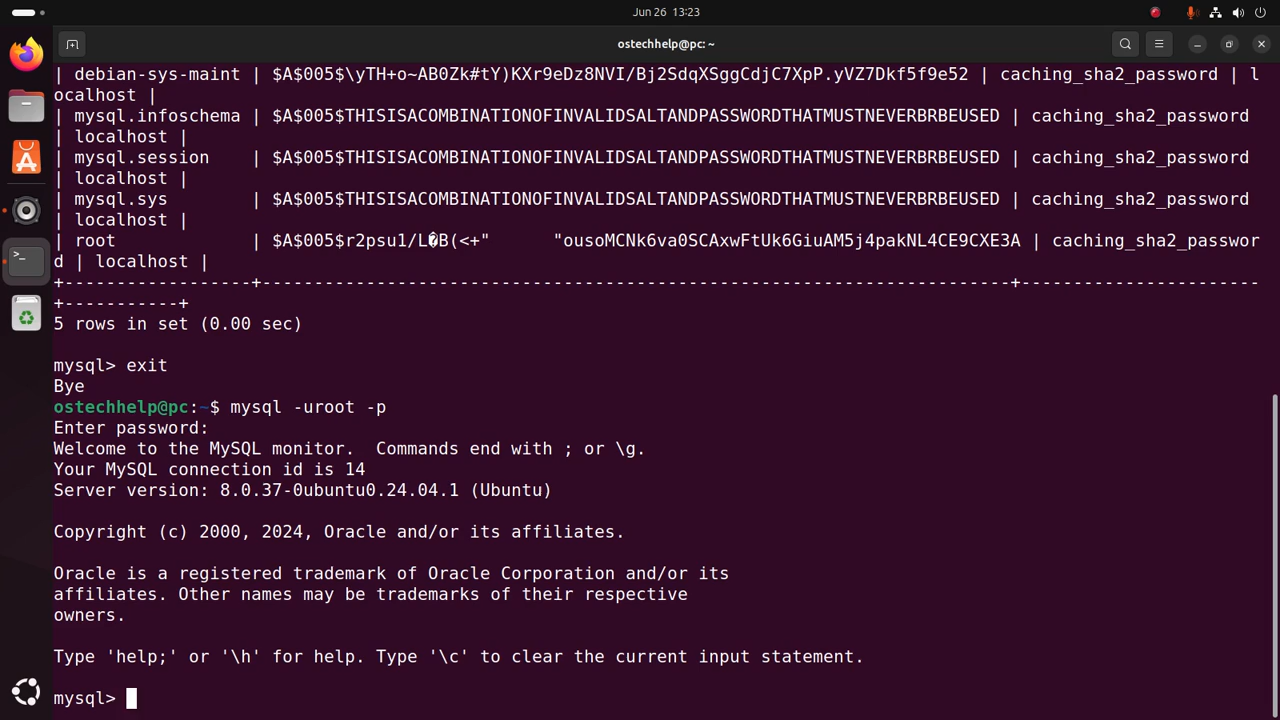 Jun 26  13:23
ostechhelp@pc: ~
| debian-sys-maint | $A$005$\yTH+o~AB0Zk#tY)KXr9eDz8NVI/Bj2SdqXSggCdjC7XpP.yVZ7Dkf5f9e52 | caching_sha2_password | l
ocalhost |
| mysql.infoschema | $A$005$THISISACOMBINATIONOFINVALIDSALTANDPASSWORDTHATMUSTNEVERBRBEUSED | caching_sha2_password
| localhost |
| mysql.session    | $A$005$THISISACOMBINATIONOFINVALIDSALTANDPASSWORDTHATMUSTNEVERBRBEUSED | caching_sha2_password
| localhost |
| mysql.sys        | $A$005$THISISACOMBINATIONOFINVALIDSALTANDPASSWORDTHATMUSTNEVERBRBEUSED | caching_sha2_password
| localhost |
| root             | $A$005$r2psu1/L�B(<+"      "ousoMCNk6va0SCAxwFtUk6GiuAM5j4pakNL4CE9CXE3A | caching_sha2_passwor
d | localhost |
+------------------+------------------------------------------------------------------------+-----------------------
+-----------+
5 rows in set (0.00 sec)
mysql> exit
Bye
ostechhelp@pc:~$ mysql -uroot -p
Enter password:
Welcome to the MySQL monitor.  Commands end with ; or \g.
Your MySQL connection id is 14
Server version: 8.0.37-0ubuntu0.24.04.1 (Ubuntu)
Copyright (c) 2000, 2024, Oracle and/or its affiliates.
Oracle is a registered trademark of Oracle Corporation and/or its
affiliates. Other names may be trademarks of their respective
owners.
Type 'help;' or '\h' for help. Type '\c' to clear the current input statement.
mysql>